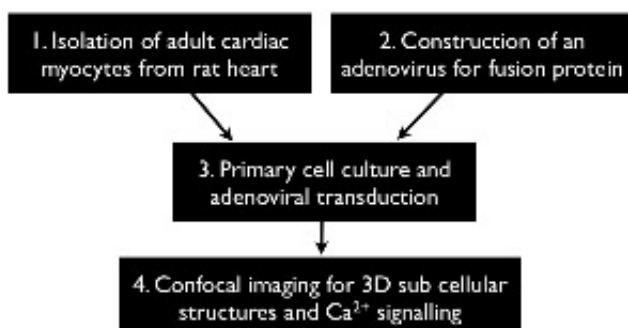 1. Isolation of adult cardiac
myocytes from rat heart
2. Construction of an
adenovirus for fusion protein
3. Primary cell culture and
adenoviral transduction
4. Confocal imaging for 3D sub cellular
structures and Ca²⁺ signalling